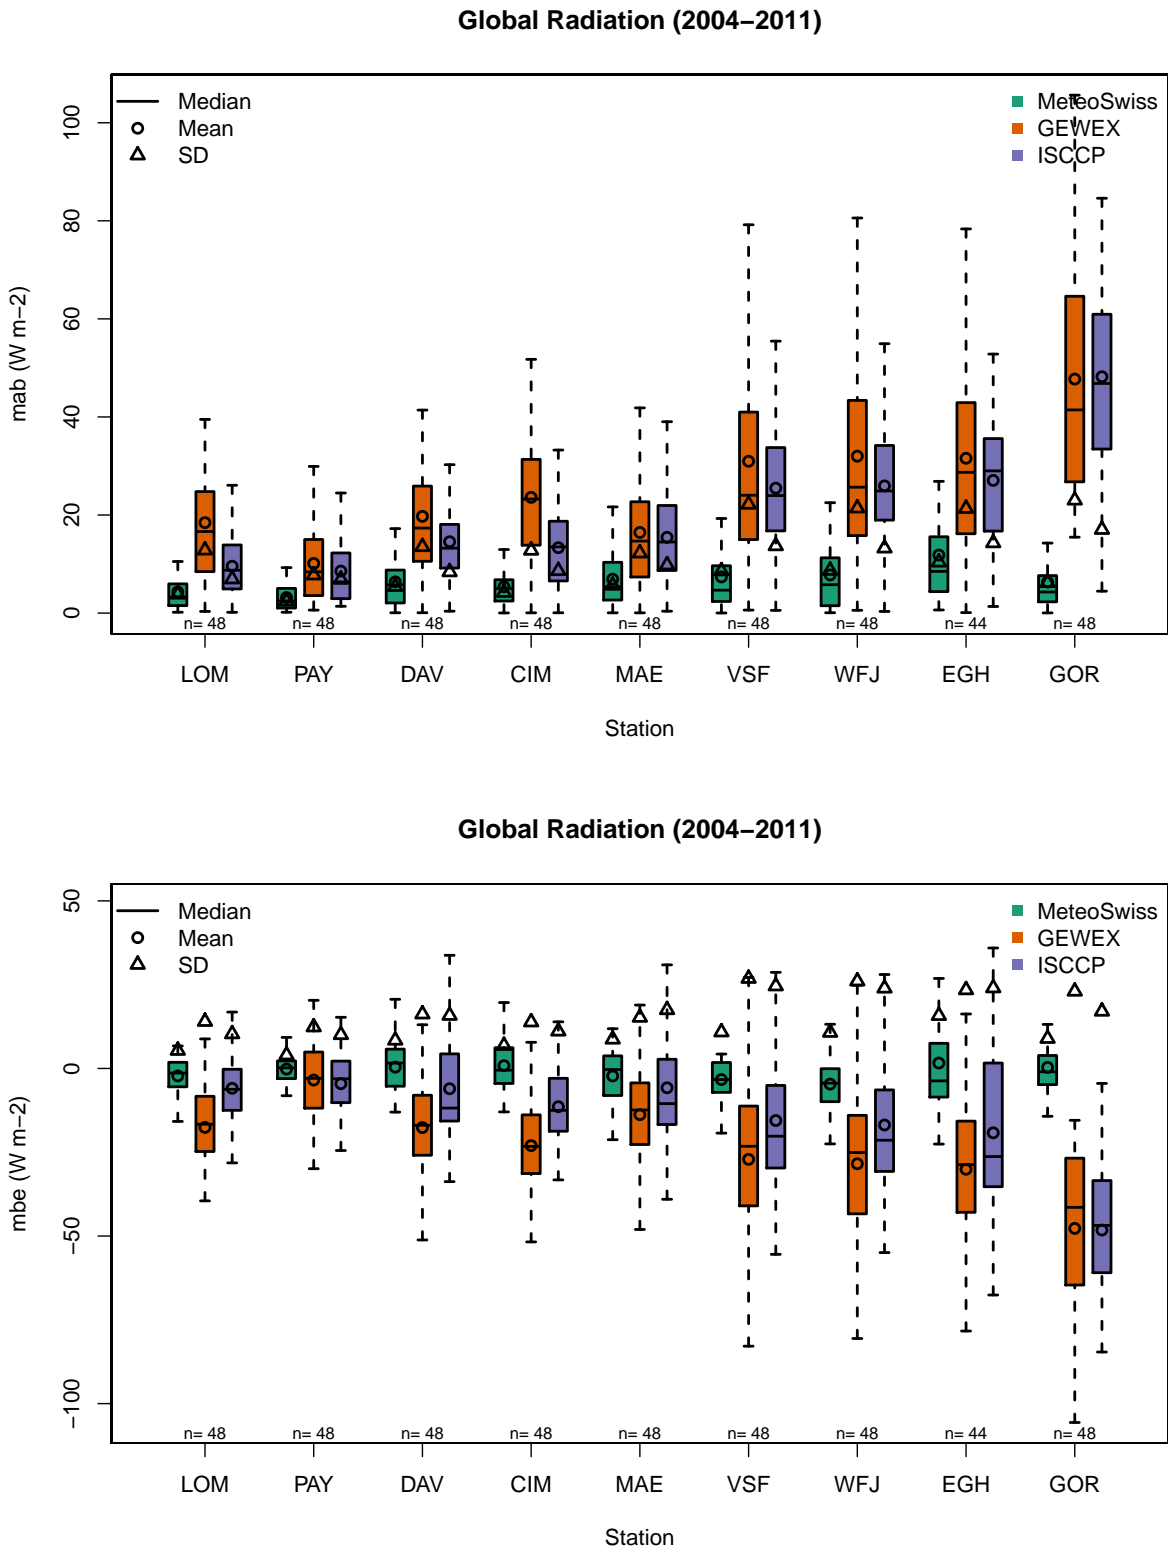 Global Radiation (2004−2011)
Median
Mean
SD
MeteoSwiss
GEWEX
ISCCP
mab (W m−2)
100
80
60
40
20
0
n= 48 n= 48 n= 48 n= 48 n= 48 n= 48 n= 48 n= 44 n= 48
LOM PAY DAV CIM MAE VSF WFJ EGH GOR
Station
Global Radiation (2004−2011)
Median
Mean
SD
MeteoSwiss
GEWEX
ISCCP
mbe (W m−2)
50
0
−50
−100
n= 48 n= 48 n= 48 n= 48 n= 48 n= 48 n= 48 n= 44 n= 48
LOM PAY DAV CIM MAE VSF WFJ EGH GOR
Station